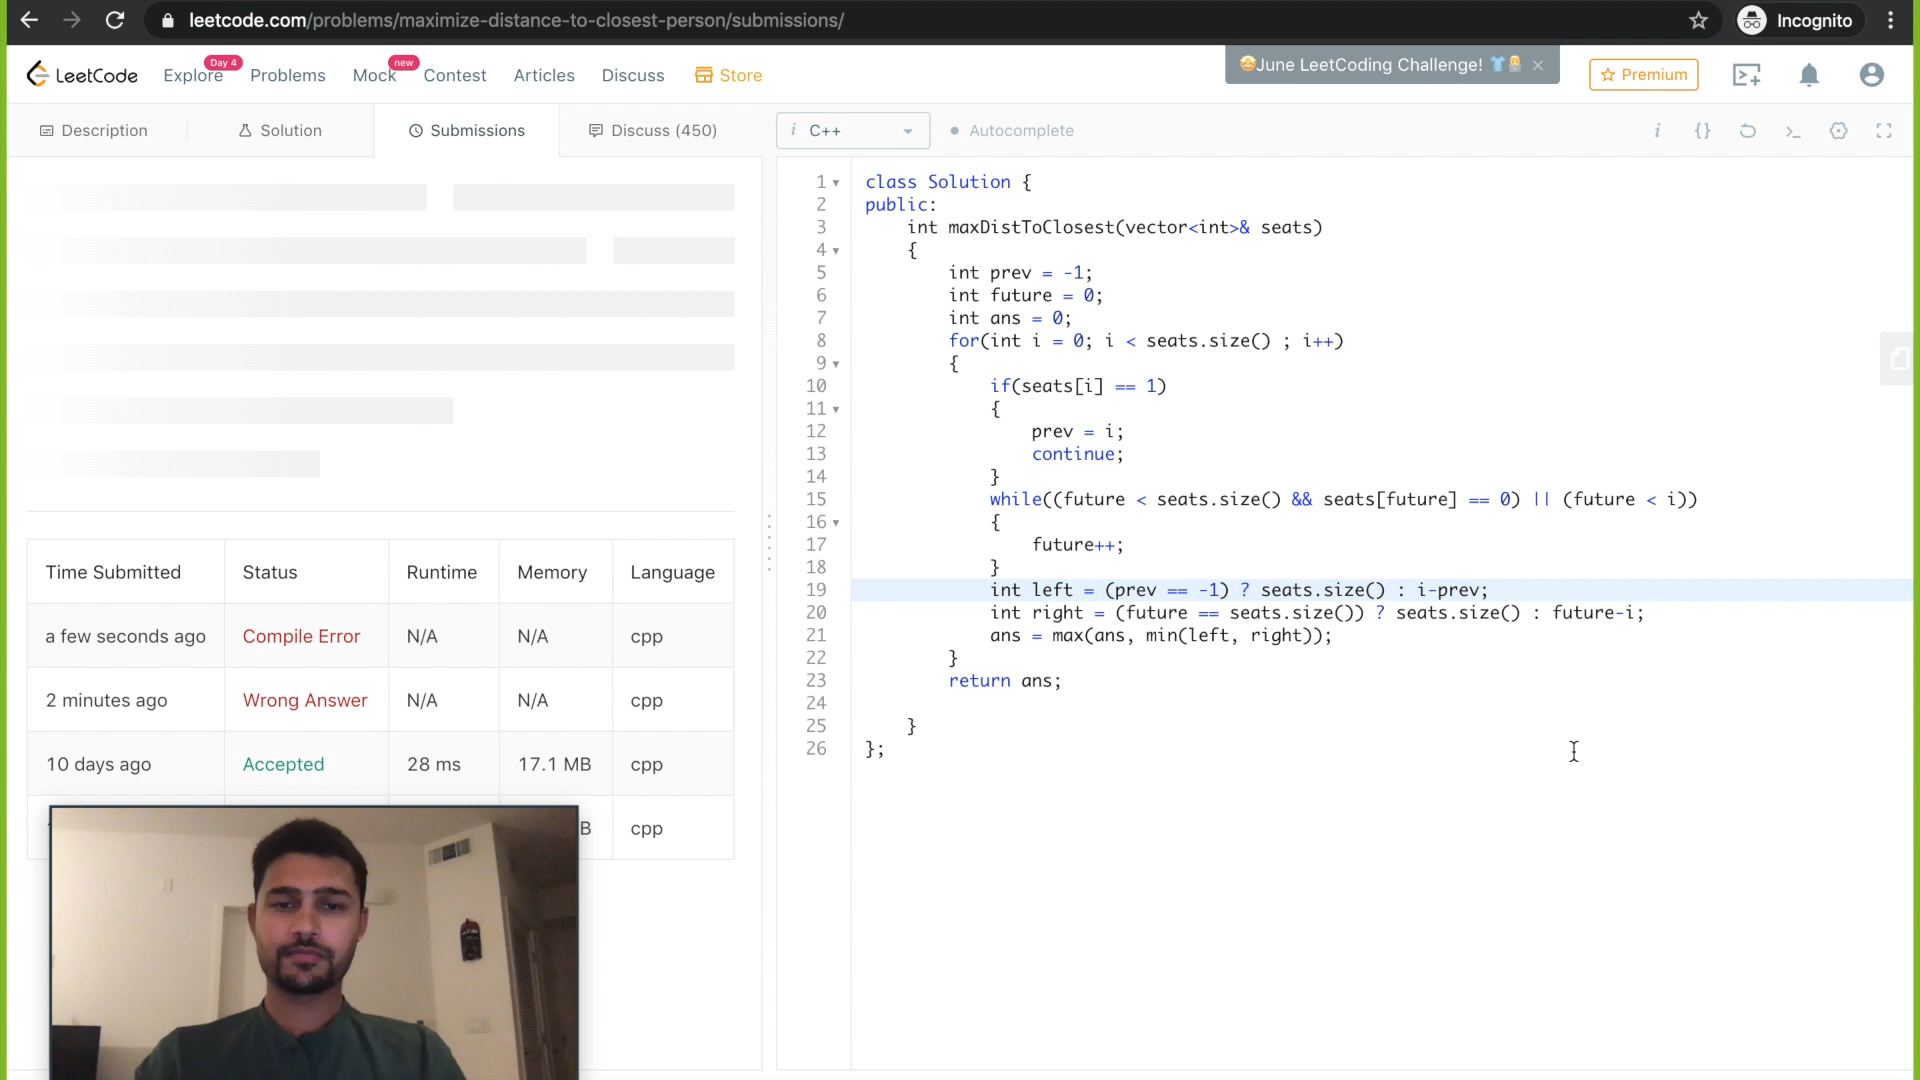 leetcode.com/problems/maximize-distance-to-closest-person/submissions/
Incognito
LeetCode
Explore
Day 4
Problems
Mock
new
Contest
Articles
Discuss
Store
🤩June LeetCoding Challenge!
Premium
Description
Solution
Submissions
Discuss (450)
i C++
Autocomplete
i {}
1 class Solution {
2 public:
3 int maxDistToClosest(vector<int>& seats)
4 {
5 int prev = -1;
6 int future = 0;
7 int ans = 0;
8 for(int i = 0; i < seats.size() ; i++)
9 {
10 if(seats[i] == 1)
11 {
12 prev = i;
13 continue;
14 }
15 while((future < seats.size() && seats[future] == 0) || (future < i))
16 {
17 future++;
18 }
19 int left = (prev == -1) ? seats.size() : i-prev;
20 int right = (future == seats.size()) ? seats.size() : future-i;
21 ans = max(ans, min(left, right));
22 }
23 return ans;
24
25 }
26 };
Time Submitted Status Runtime Memory Language
a few seconds ago Compile Error N/A N/A cpp
2 minutes ago Wrong Answer N/A N/A cpp
10 days ago Accepted 28 ms 17.1 MB cpp
B cpp